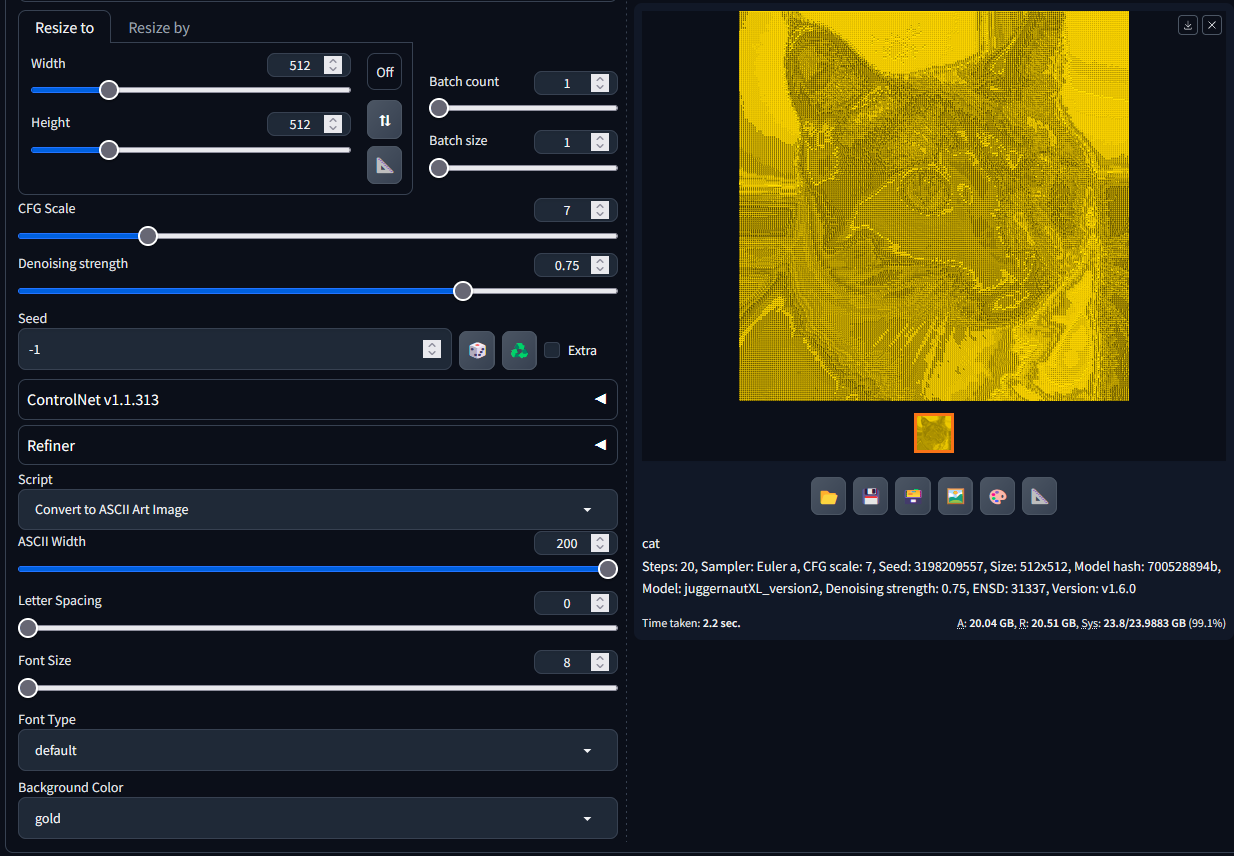 Resize to
Resize by
Width
512
Off
Height
512
Batch count
1
Batch size
1
CFG Scale
7
Denoising strength
0.75
Seed
-1
Extra
ControlNet v1.1.313
Refiner
Script
Convert to ASCII Art Image
ASCII Width
200
Letter Spacing
0
Font Size
8
Font Type
default
Background Color
gold
cat
Steps: 20, Sampler: Euler a, CFG scale: 7, Seed: 3198209557, Size: 512x512, Model hash: 700528894b,
Model: juggernautXL_version2, Denoising strength: 0.75, ENSD: 31337, Version: v1.6.0
Time taken: 2.2 sec.
A: 20.04 GB, R: 20.51 GB, Sys: 23.8/23.9883 GB (99.1%)